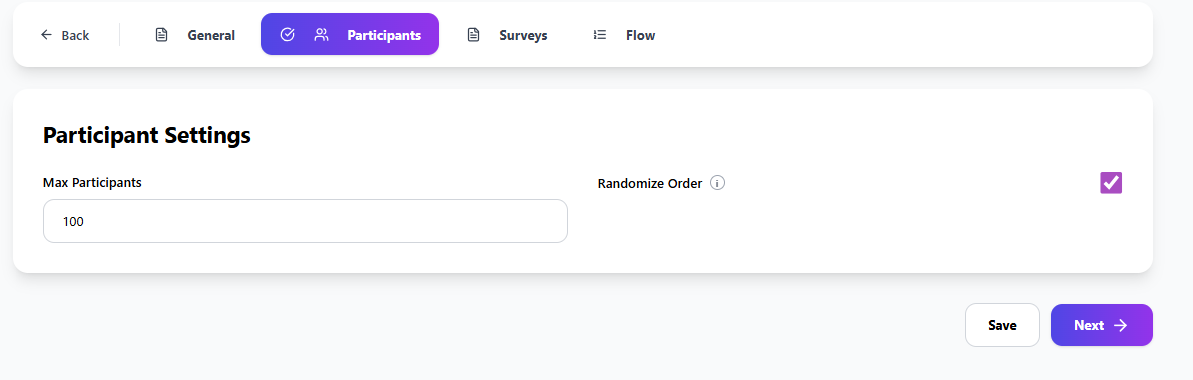 Back General Participants Surveys Flow
Participant Settings
Max Participants
Randomize Order
100
Save Next